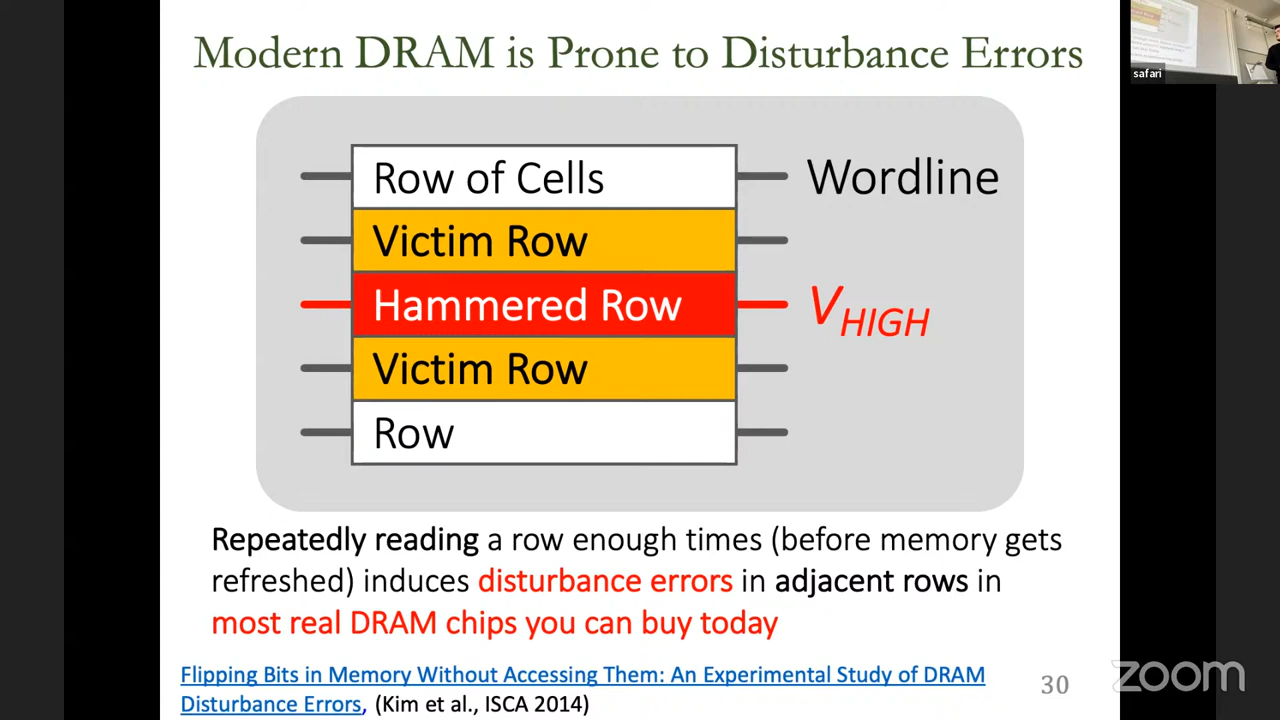 Modern DRAM is Prone to Disturbance Errors
safari
Row of Cells
Wordline
Victim Row
Hammered Row
VHIGH
Victim Row
Row
Repeatedly reading a row enough times (before memory gets
refreshed) induces disturbance errors in adjacent rows in
most real DRAM chips you can buy today
Flipping Bits in Memory Without Accessing Them: An Experimental Study of DRAM
Disturbance Errors, (Kim et al., ISCA 2014)
30
zoom